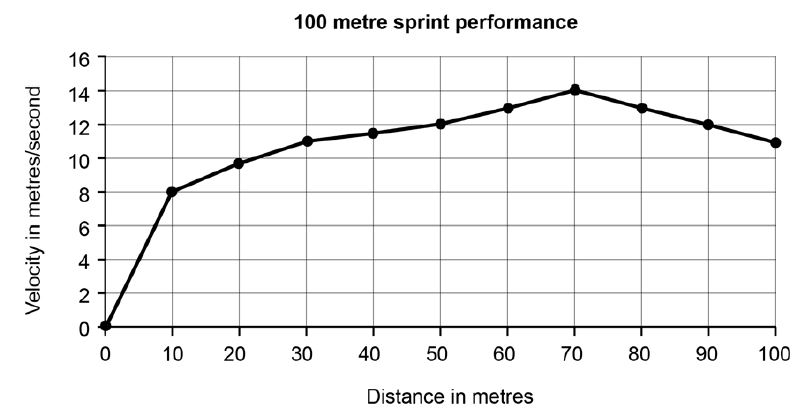 100 metre sprint performance
Velocity in metres/second
16
14
12
10
8
6
4
2
0
0 10 20 30 40 50 60 70 80 90 100
Distance in metres